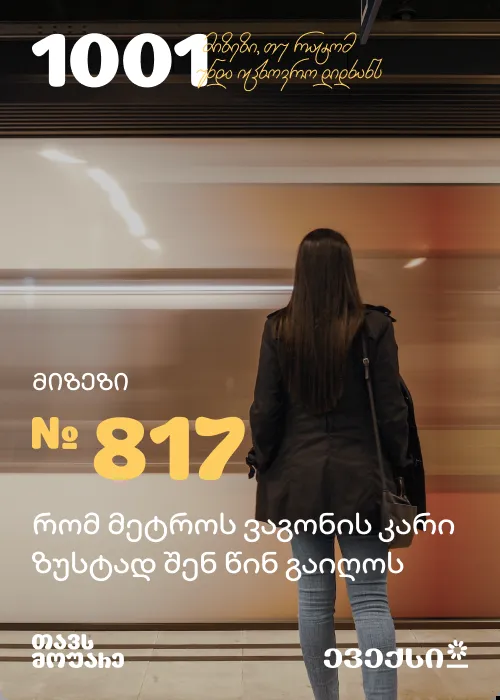 1001 მიზეზი, თუ რატომ
უნდა იცხოვრო დიდხანს
მიზეზი
№ 817
რომ მეტროს ვაგონის კარი
ზუსტად შენ წინ გაიღოს
თავს
მოუარე
ევექსი